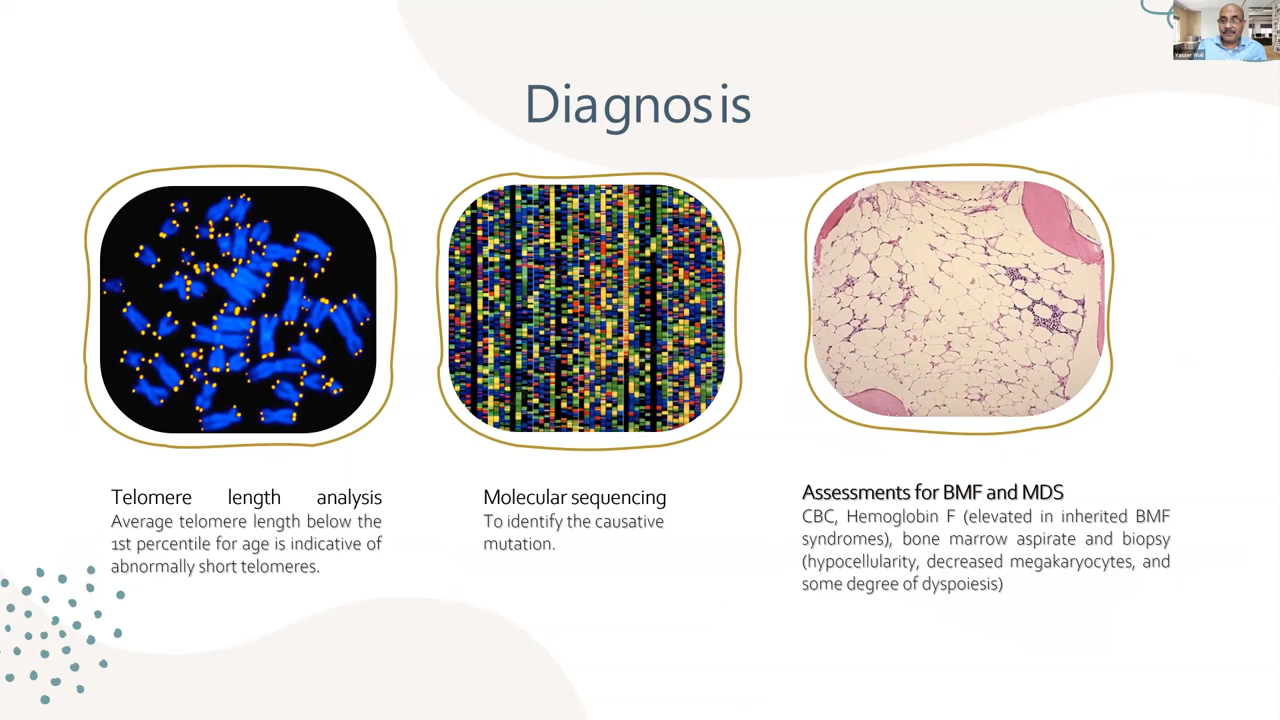 Yasser Wali
Diagnosis
Telomere length analysis
Average telomere length below the
1st percentile for age is indicative of
abnormally short telomeres.
Molecular sequencing
To identify the causative
mutation.
Assessments for BMF and MDS
CBC, Hemoglobin F (elevated in inherited BMF
syndromes), bone marrow aspirate and biopsy
(hypocellularity, decreased megakaryocytes, and
some degree of dyspoiesis)